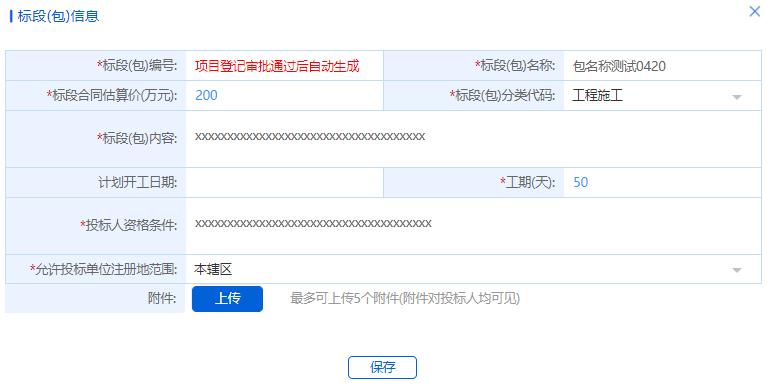 标段(包)信息
*标段(包)编号: 项目登记审批通过后自动生成 *标段(包)名称: 包名称测试0420
*标段合同估算价(万元): 200 *标段(包)分类代码: 工程施工
*标段(包)内容: xxxxxxxxxxxxxxxxxxxxxxxxxxxxxxxxxxxxx
计划开工日期: *工期(天): 50
*投标人资格条件: xxxxxxxxxxxxxxxxxxxxxxxxxxxxxxxxxxxxxx
*允许投标单位注册地范围: 本辖区
附件: 上传 最多可上传5个附件(附件对投标人均可见)
保存